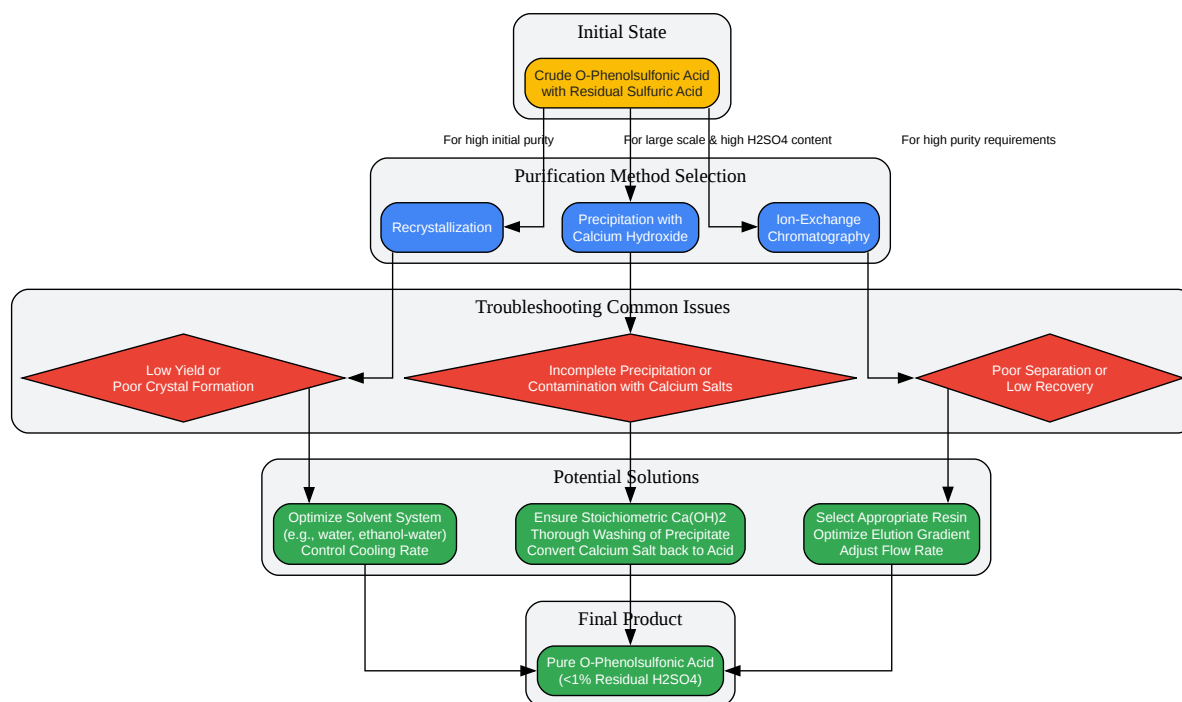 Initial State
Crude O-Phenolsulfonic Acid
with Residual Sulfuric Acid
For high initial purity
For large scale & high H2SO4 content
For high purity requirements
Purification Method Selection
Recrystallization
Precipitation with
Calcium Hydroxide
Ion-Exchange
Chromatography
Troubleshooting Common Issues
Low Yield or
Poor Crystal Formation
Incomplete Precipitation or
Contamination with Calcium Salts
Poor Separation or
Low Recovery
Potential Solutions
Optimize Solvent System
(e.g., water, ethanol-water)
Control Cooling Rate
Ensure Stoichiometric Ca(OH)2
Thorough Washing of Precipitate
Convert Calcium Salt back to Acid
Select Appropriate Resin
Optimize Elution Gradient
Adjust Flow Rate
Final Product
Pure O-Phenolsulfonic Acid
(<1% Residual H2SO4)